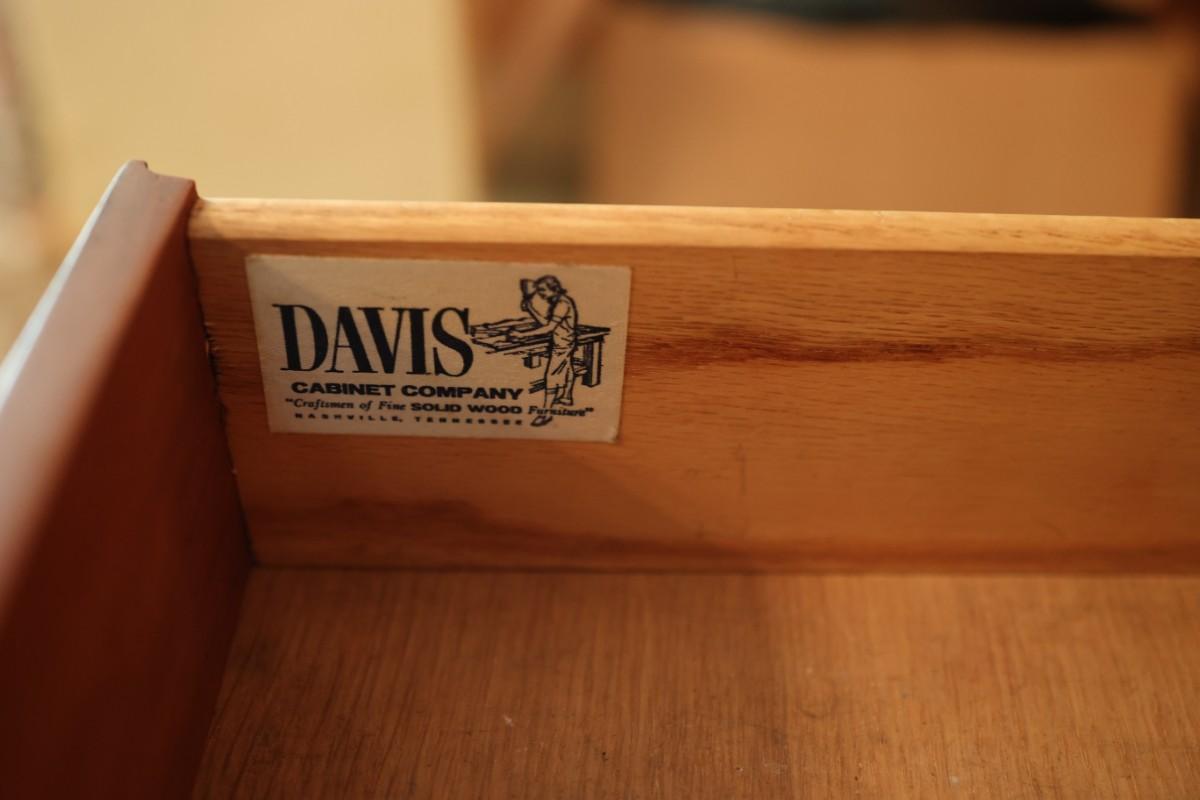 DAVIS
CABINET COMPANY
"Craftsmen of Fine SOLID WOOD Furniture"
NASHVILLE, TENNESSEE